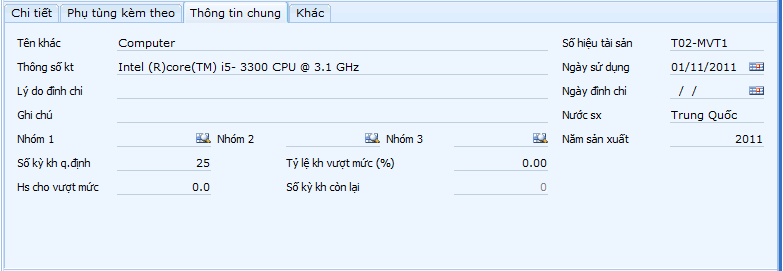 Chi tiết Phụ tùng kèm theo Thông tin chung Khác
Tên khác Computer Số hiệu tài sản T02-MVT1
Thông số kt Intel (R)core(TM) i5- 3300 CPU @ 3.1 GHz Ngày sử dụng 01/11/2011
Lý do đình chỉ Ngày đình chỉ / /
Ghi chú Nước sx Trung Quốc
Nhóm 1 Nhóm 2 Nhóm 3 Năm sản xuất 2011
Số kỳ kh q.định 25 Tỷ lệ kh vượt mức (%) 0.00
Hs cho vượt mức 0.0 Số kỳ kh còn lại 0